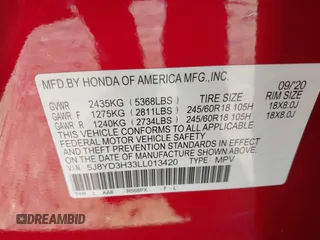 MFD.BY HONDA OF AMERICA MFG.,INC. 09/'20
GVWR 2435KG (5368LBS) TIRE SIZE RIM SIZE
GAWR F 1275KG (2811LBS) 245/60R18 105H 18X8.0J
GAWR R 1240KG (2734LBS) 245/60R18 105H 18X8.0J
THIS VEHICLE CONFORMS TO ALL APPLICABLE
FEDERAL MOTOR VEHICLE SAFETY AND THEFT
PREVENTION STANDARDS IN EFFECT ON THE DATE
OF MANUFACTURE SHOWN ABOVE.
VIN: 5J8YD3H33LL013420 TYPE: MPV
DREAMBID